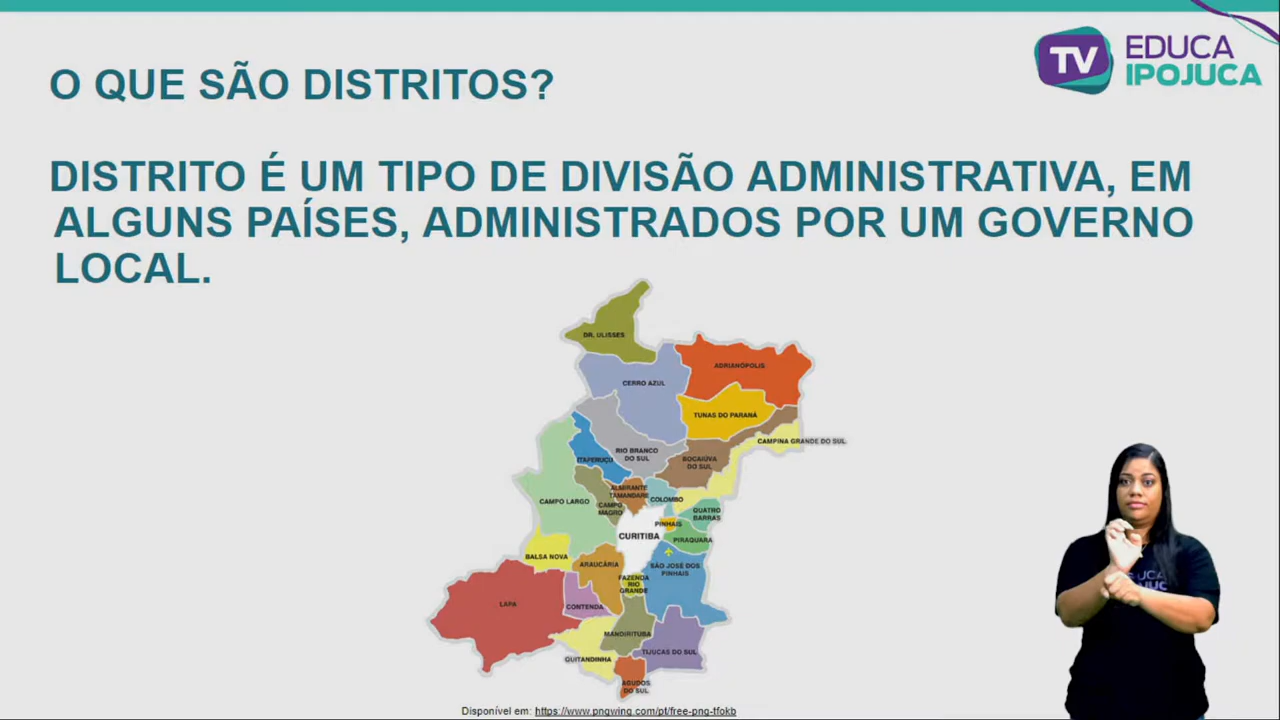 TV EDUCA
IPOJUCA
O QUE SÃO DISTRITOS?
DISTRITO É UM TIPO DE DIVISÃO ADMINISTRATIVA, EM
ALGUNS PAÍSES, ADMINISTRADOS POR UM GOVERNO
LOCAL.
DR. ULISSES
ADRIANÓPOLIS
CERRO AZUL
TUNAS DO PARANÁ
CAMPINA GRANDE DO SUL
RIO BRANCO
DO SUL
ITAPERUÇU
BOCAIÚVA
DO SUL
ALMIRANTE
TAMANDARÉ
COLOMBO
CAMPO LARGO
CAMPO
MAGRO
QUATRO
BARRAS
PINHAIS
CURITIBA
PIRAQUARA
BALSA NOVA
ARAUCÁRIA
SÃO JOSÉ DOS
PINHAIS
FAZENDA
RIO
GRANDE
LAPA
CONTENDA
MANDIRITUBA
TIJUCAS DO SUL
QUITANDINHA
AGUDOS
DO SUL
Disponível em: https://www.pngwing.com/pt/free-png-tfokb